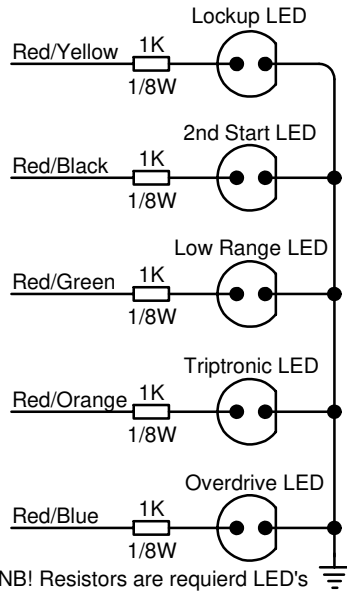 Lockup LED
Red/Yellow 1K
1/8W
2nd Start LED
Red/Black 1K
1/8W
Low Range LED
Red/Green 1K
1/8W
Triptronic LED
Red/Orange 1K
1/8W
Overdrive LED
Red/Blue 1K
1/8W
NB! Resistors are requierd LED's